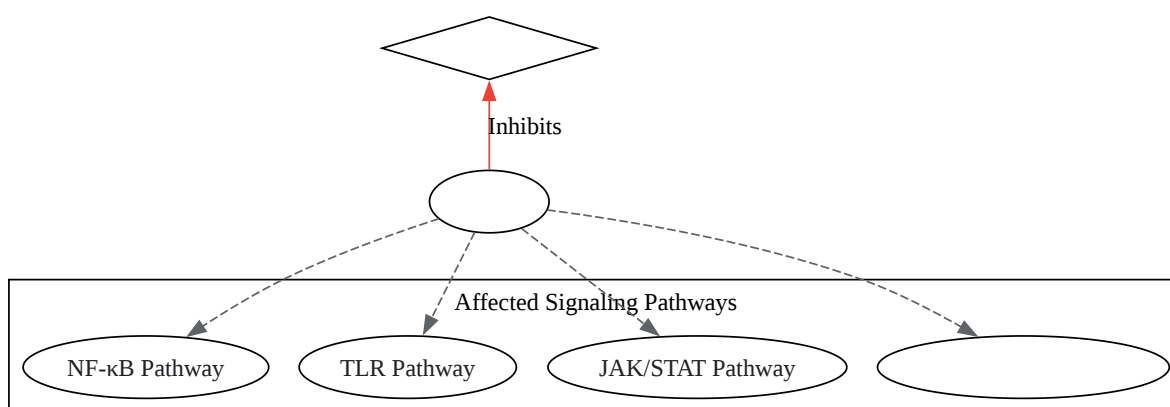 Inhibits
Affected Signaling Pathways
NF-κB Pathway
TLR Pathway
JAK/STAT Pathway